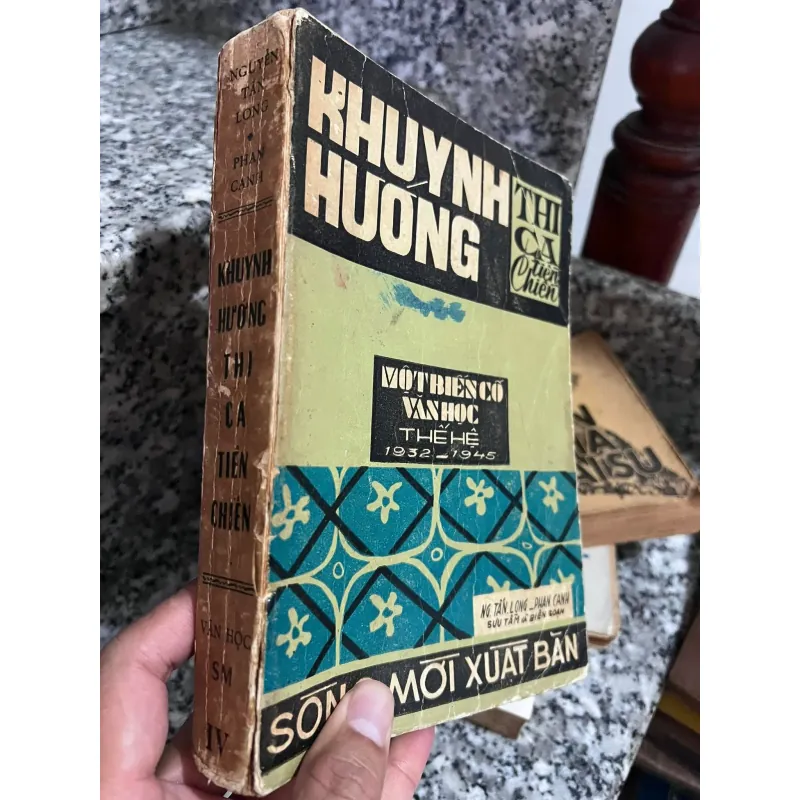 NGUYỄN
TẤN
LONG
PHAN
CANH
KHUYNH
HƯỚNG
THI
CA
TIỀN
CHIẾN
VĂN HỌC
SM
IV
KHUYNH
HƯỚNG
THI
CA
tiền
Chiến
MỘT BIẾN CỐ
VĂN HỌC
THẾ HỆ
1932 - 1945
NG. TẤN LONG - PHAN CANH
SƯU TẦM và BIÊN SOẠN
MỚI XUẤT BẢN